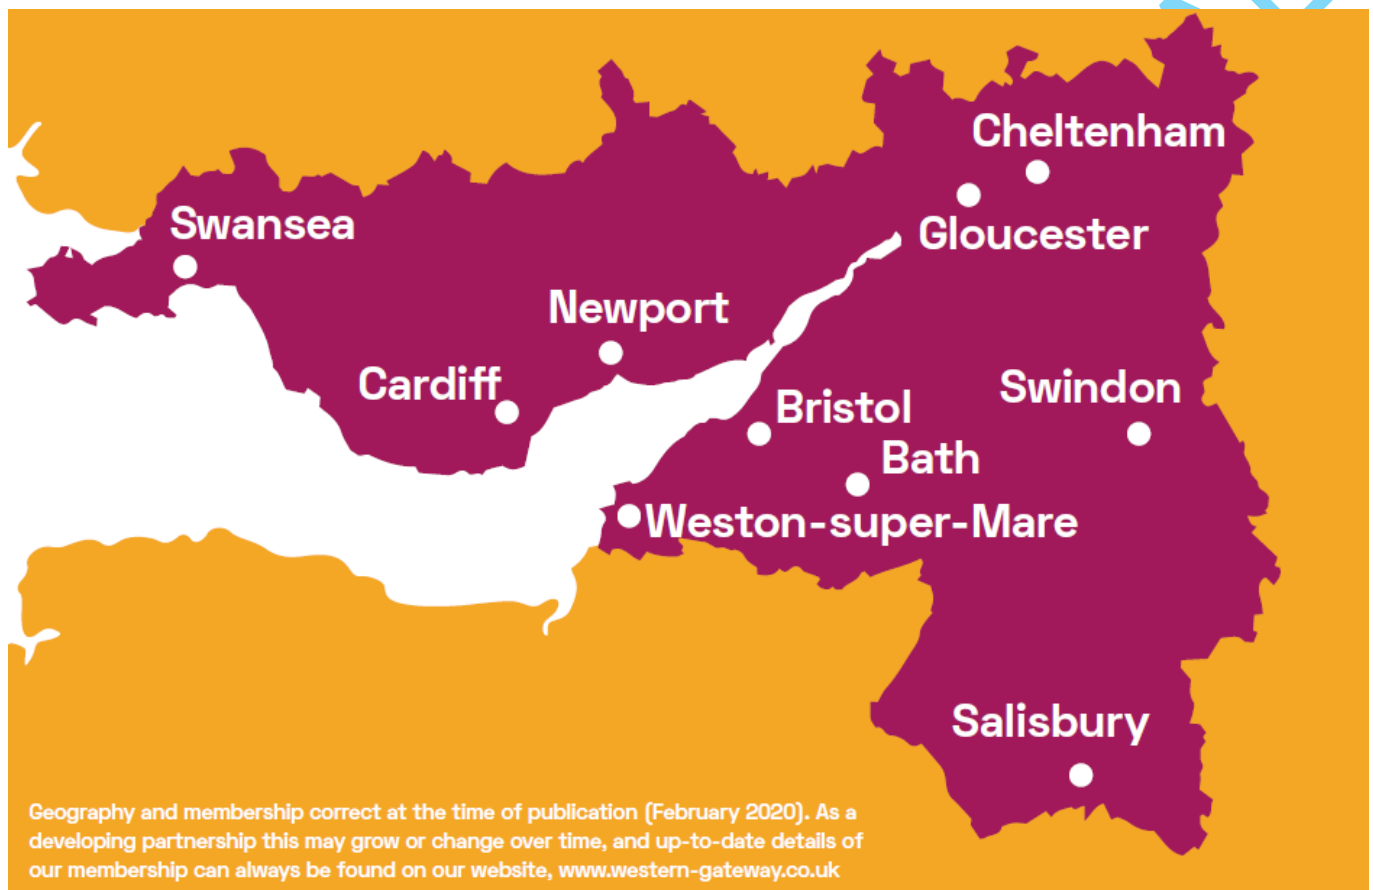 Cheltenham
Swansea
Gloucester
Newport
Cardiff
Swindon
Bristol
Bath
Weston-super-Mare
Salisbury
Geography and membership correct at the time of publication (February 2020). As a
developing partnership this may grow or change over time, and up-to-date details of
our membership can always be found on our website, www.western-gateway.co.uk